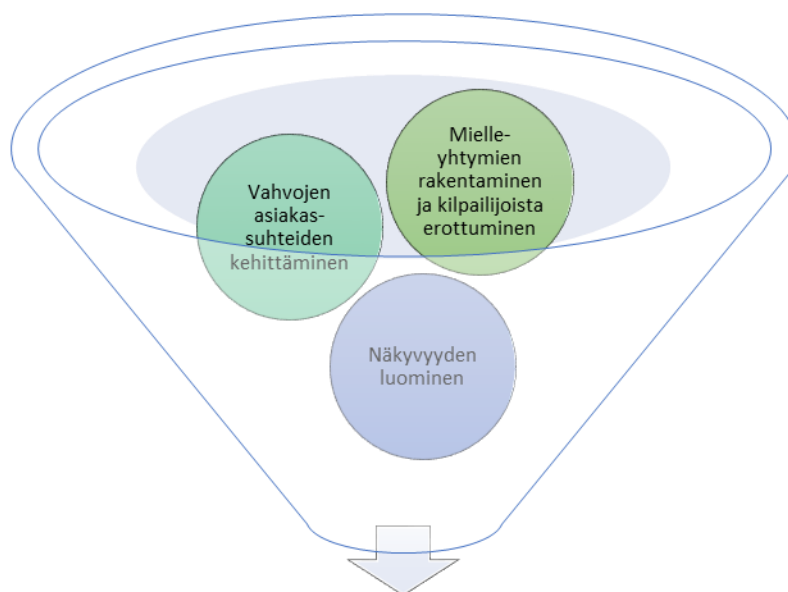 Vahvojen
asiakas-
suhteiden
kehittäminen
Mielle-
yhtymien
rakentaminen
ja kilpailijoista
erottuminen
Näkyvyyden
luominen